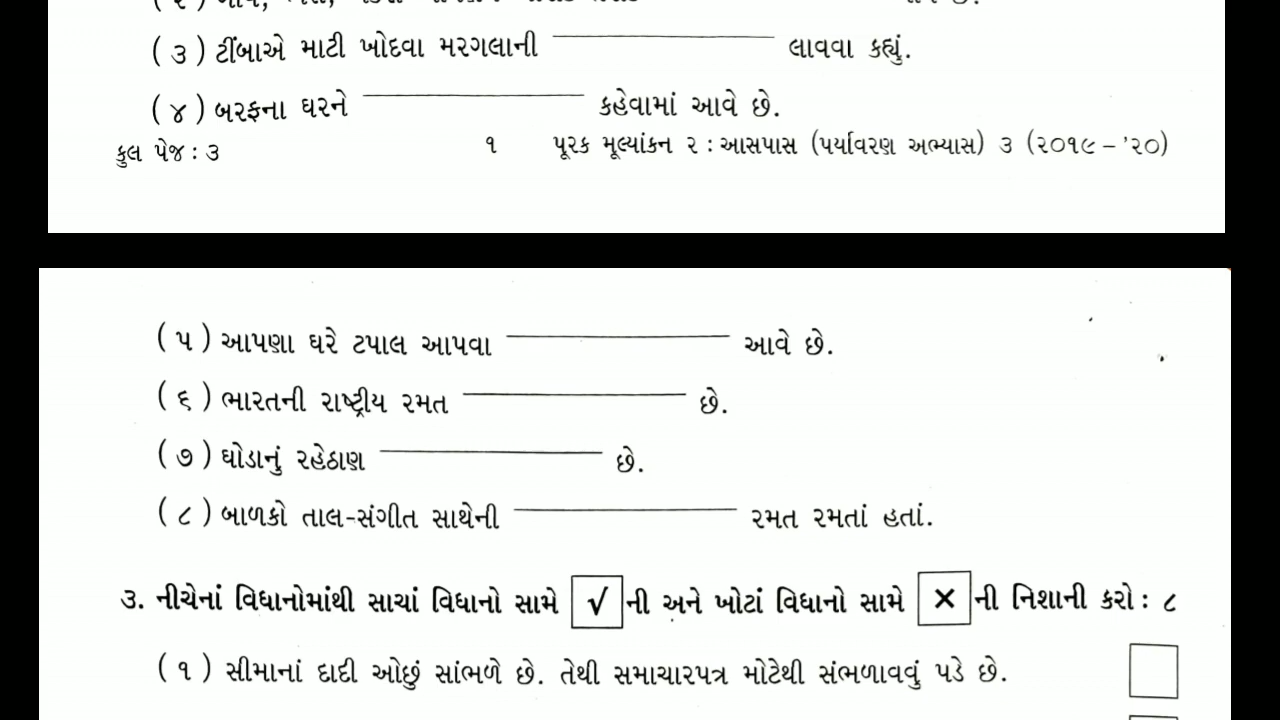 (૩) ટીંબાએ માટી ખોદવા મરગલાની ____________ લાવવા કહ્યું.
(૪) બરફના ઘરને ____________ કહેવામાં આવે છે.
કુલ પેજ : ૩ ૧ પૂરક મૂલ્યાંકન ૨ : આસપાસ (પર્યાવરણ અભ્યાસ) ૩ (૨૦૧૯ – '૨૦)
(૫) આપણા ઘરે ટપાલ આપવા ____________ આવે છે.
(૬) ભારતની રાષ્ટ્રીય રમત ____________ છે.
(૭) ઘોડાનું રહેઠાણ ____________ છે.
(૮) બાળકો તાલ-સંગીત સાથેની ____________ રમત રમતાં હતાં.
૩. નીચેનાં વિધાનોમાંથી સાચાં વિધાનો સામે √ ની અને ખોટાં વિધાનો સામે × ની નિશાની કરો : ૮
(૧) સીમાનાં દાદી ઓછું સાંભળે છે. તેથી સમાચારપત્ર મોટેથી સંભળાવવું પડે છે.